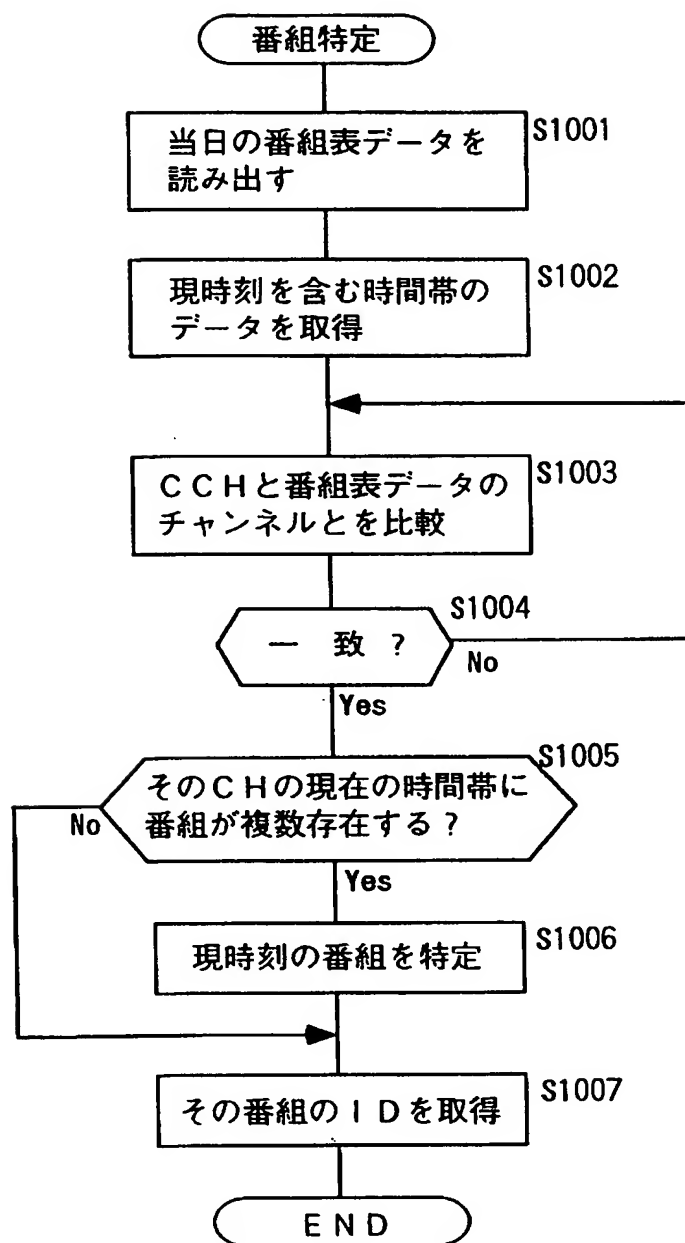 番組特定
当日の番組表データを
読み出す
S1001
現時刻を含む時間帯の
データを取得
S1002
CCHと番組表データの
チャンネルとを比較
S1003
一致?
S1004
No
Yes
そのCHの現在の時間帯に
番組が複数存在する?
S1005
No
Yes
現時刻の番組を特定
S1006
その番組のIDを取得
S1007
END